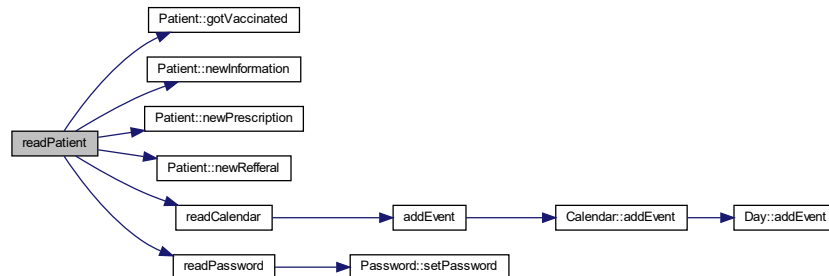 Patient::gotVaccinated
Patient::newInformation
Patient::newPrescription
readPatient
Patient::newRefferal
readCalendar
addEvent
Calendar::addEvent
Day::addEvent
readPassword
Password::setPassword